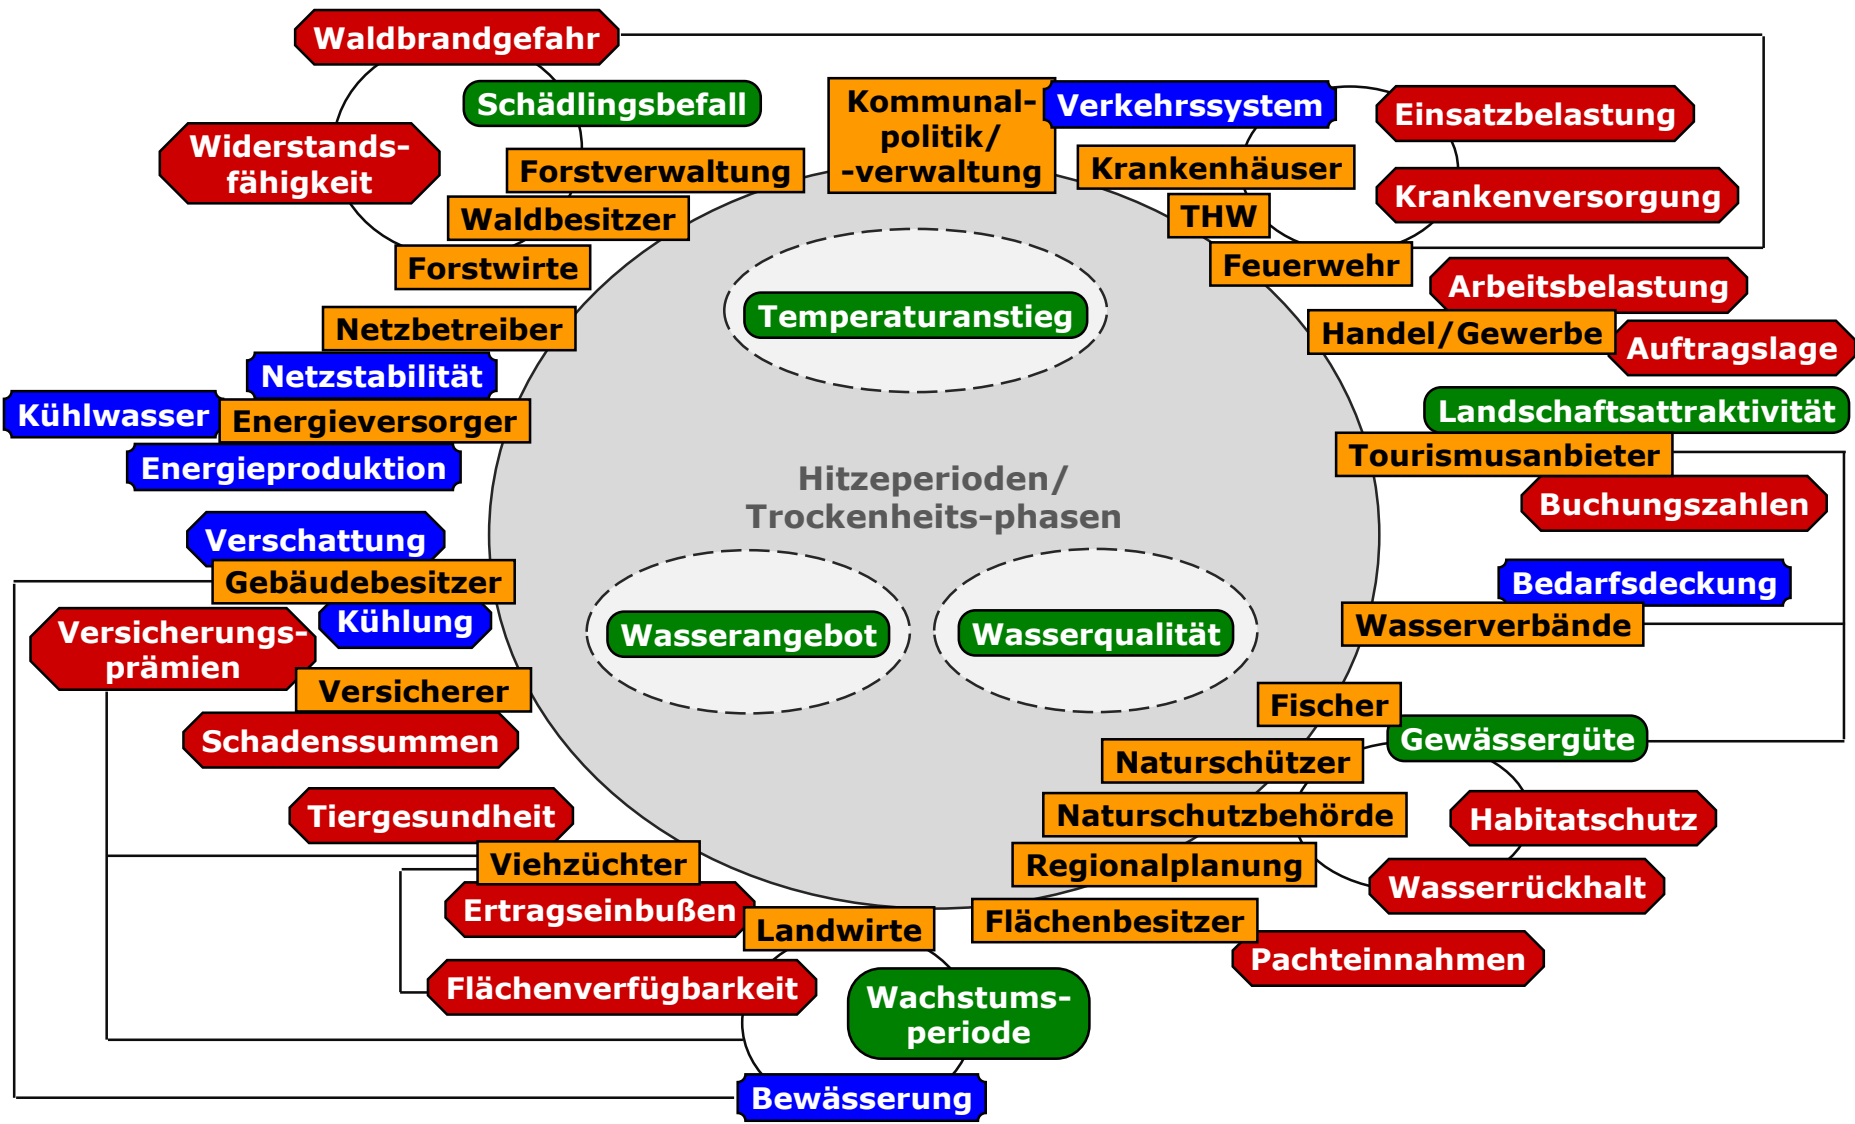 Waldbrandgefahr
Schädlingsbefall
Widerstands-
fähigkeit
Forstverwaltung
Waldbesitzer
Forstwirte
Kommunal-
politik/
-verwaltung
Verkehrssystem
Einsatzbelastung
Krankenhäuser
Krankenversorgung
THW
Feuerwehr
Arbeitsbelastung
Handel/Gewerbe
Auftragslage
Landschaftsattraktivität
Tourismusanbieter
Buchungszahlen
Bedarfsdeckung
Wasserverbände
Netzbetreiber
Netzstabilität
Kühlwasser
Energieversorger
Energieproduktion
Verschattung
Gebäudebesitzer
Kühlung
Versicherungs-
prämien
Versicherer
Schadenssummen
Temperaturanstieg
Hitzeperioden/
Trockenheits-phasen
Wasserangebot
Wasserqualität
Fischer
Gewässergüte
Naturschützer
Habitatschutz
Naturschutzbehörde
Regionalplanung
Wasserrückhalt
Flächenbesitzer
Pachteinnahmen
Tiergesundheit
Viehzüchter
Ertragseinbußen
Landwirte
Flächenverfügbarkeit
Wachstums-
periode
Bewässerung